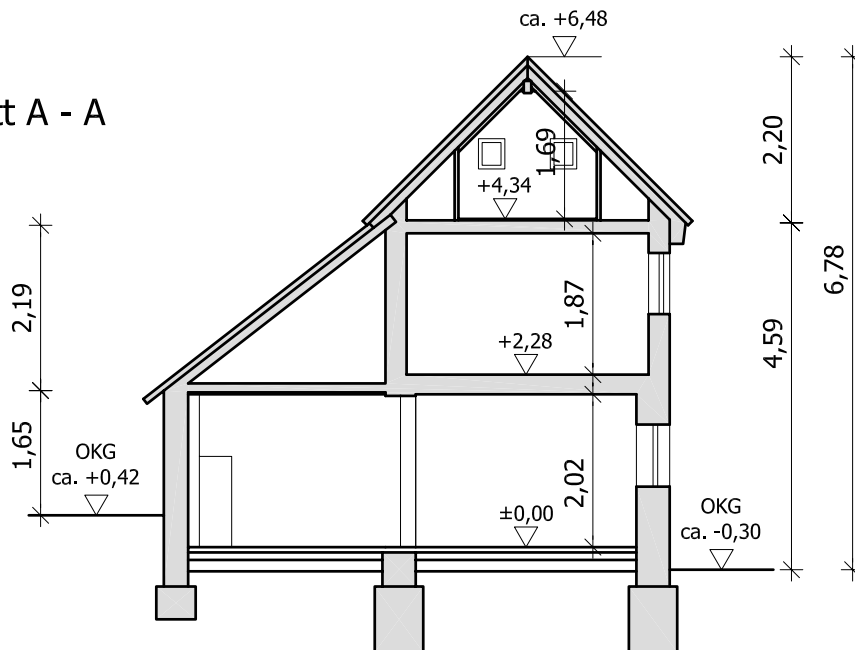 ca. +6,48
tt A - A
2,20
1,69
+4,34
6,78
2,19
1,87
4,59
+2,28
1,65
OKG
ca. +0,42
2,02
±0,00
OKG
ca. -0,30